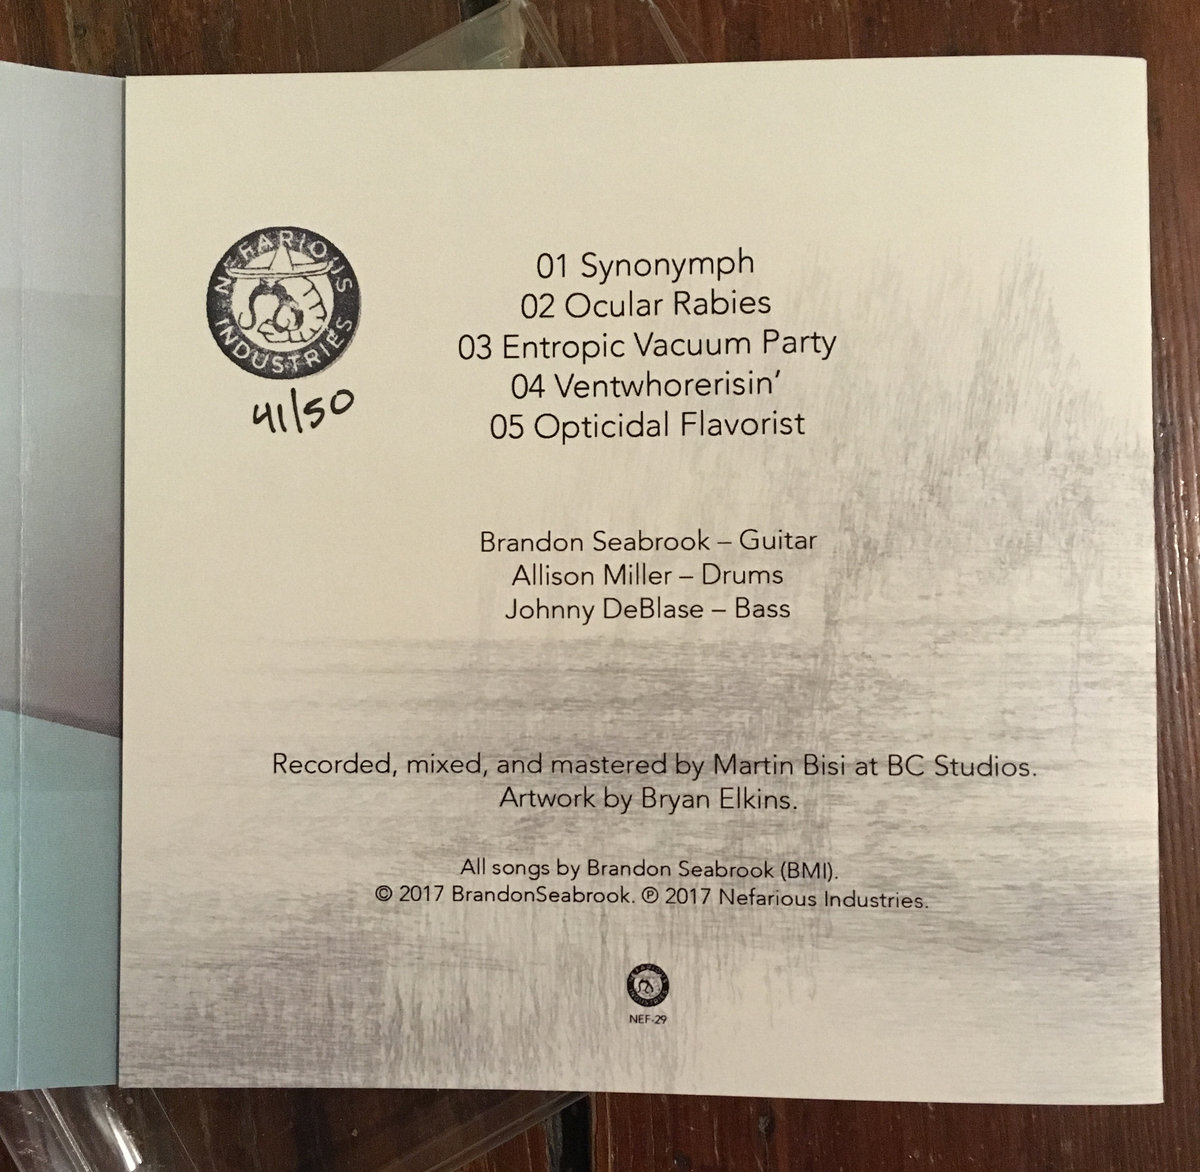 NEFARIOUS
INDUSTRIES
41/50
01 Synonymph
02 Ocular Rabies
03 Entropic Vacuum Party
04 Ventwhorerisin’
05 Opticidal Flavorist
Brandon Seabrook – Guitar
Allison Miller – Drums
Johnny DeBlase – Bass
Recorded, mixed, and mastered by Martin Bisi at BC Studios.
Artwork by Bryan Elkins.
All songs by Brandon Seabrook (BMI).
© 2017 BrandonSeabrook. ℗ 2017 Nefarious Industries.
NEFARIOUS
INDUSTRIES
NEF-29